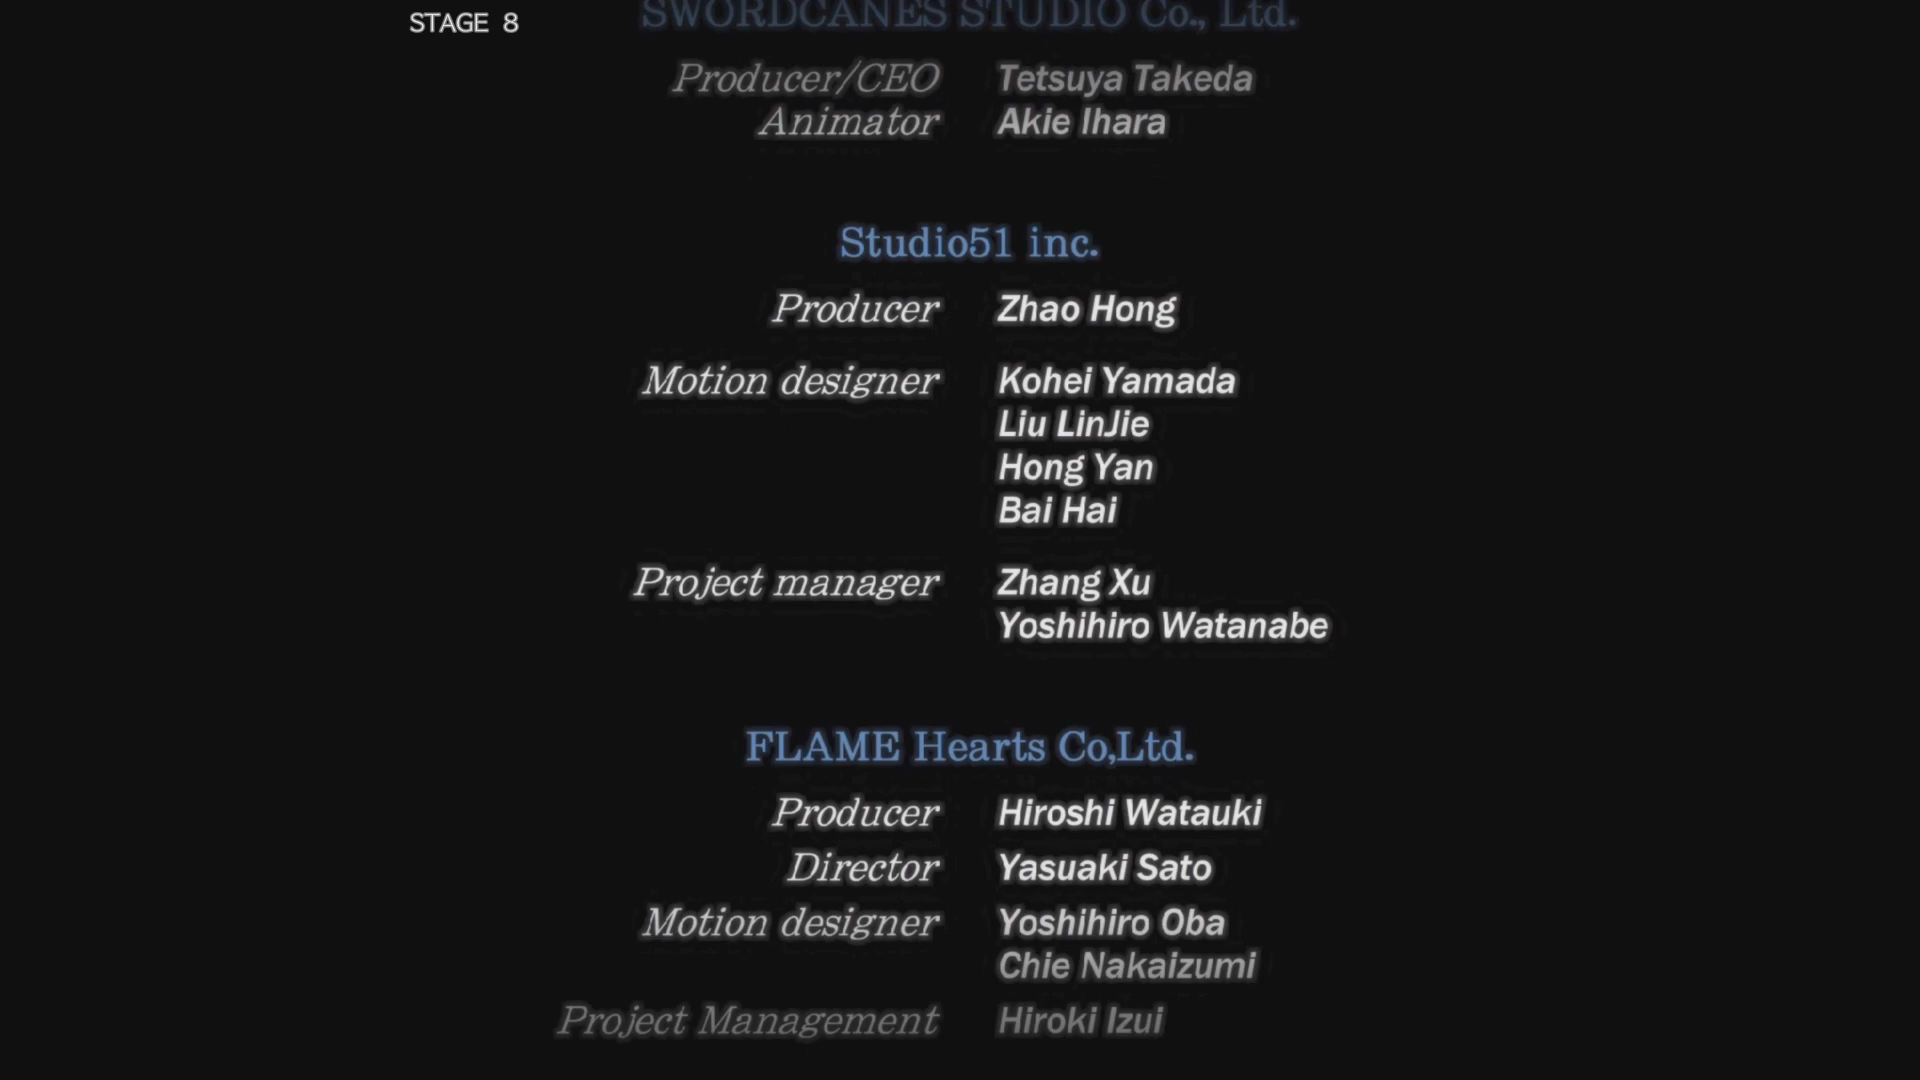 STAGE 8
SWORDCANES STUDIO Co., Ltd.
Producer/CEO Tetsuya Takeda
Animator Akie Ihara
Studio51 inc.
Producer Zhao Hong
Motion designer Kohei Yamada
Liu LinJie
Hong Yan
Bai Hai
Project manager Zhang Xu
Yoshihiro Watanabe
FLAME Hearts Co,Ltd.
Producer Hiroshi Watauki
Director Yasuaki Sato
Motion designer Yoshihiro Oba
Chie Nakaizumi
Project Management Hiroki Izui